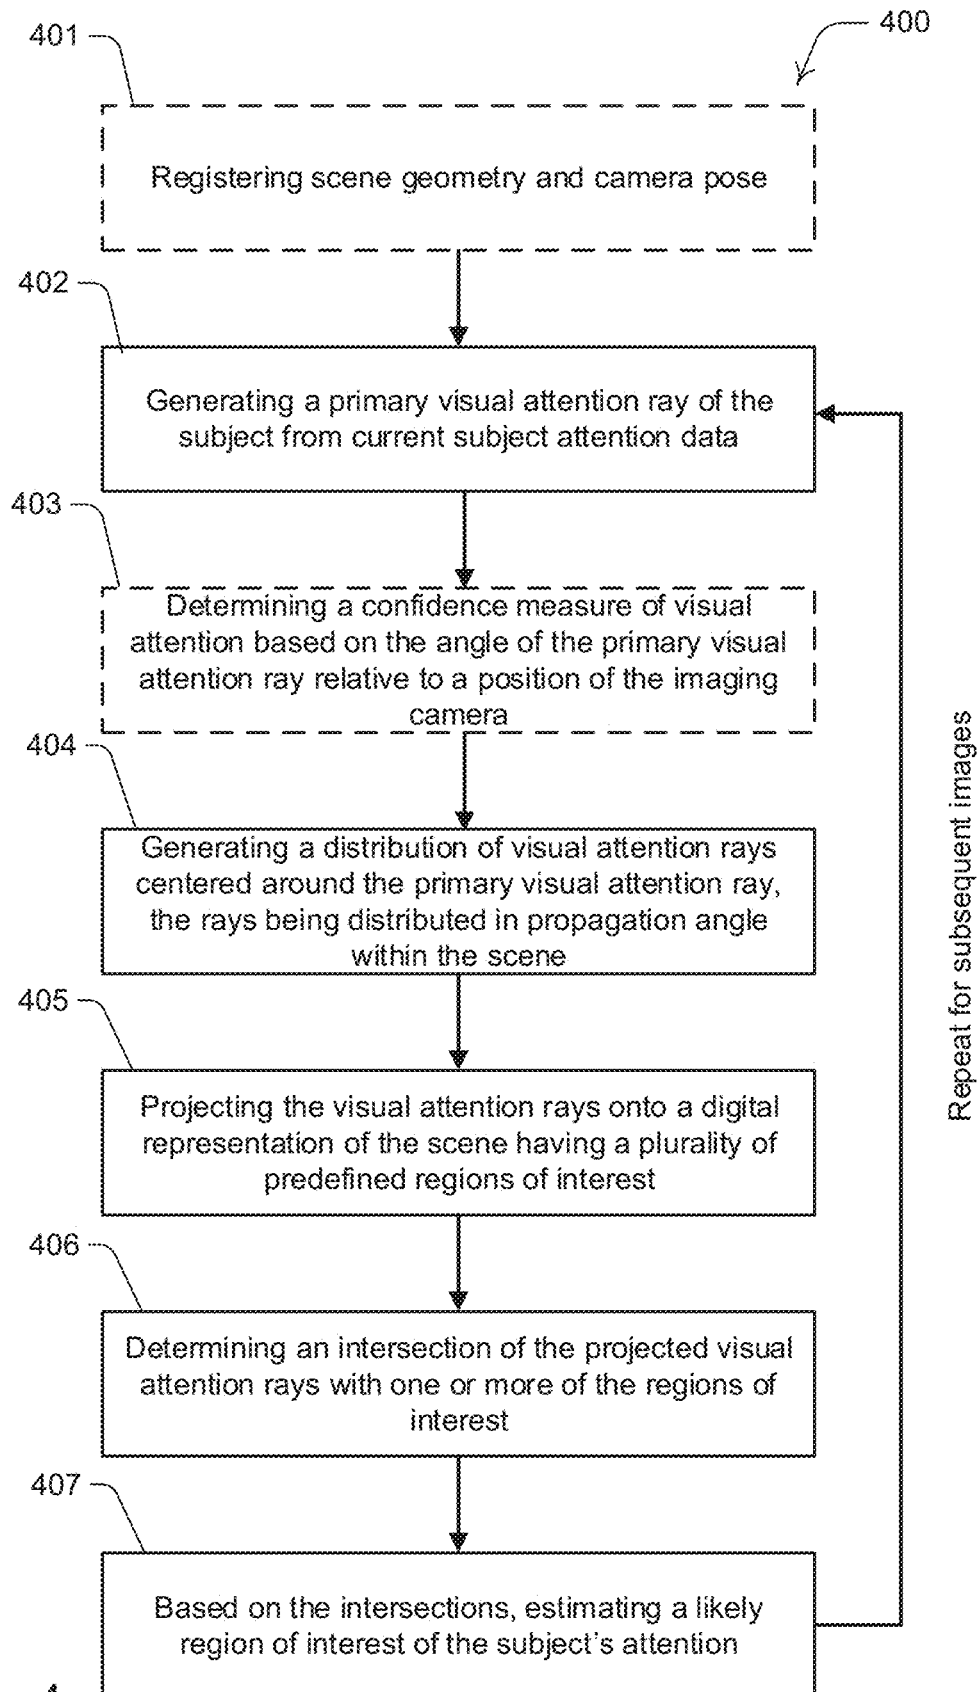 400
401
Registering scene geometry and camera pose
402
Generating a primary visual attention ray of the
subject from current subject attention data
403
Determining a confidence measure of visual
attention based on the angle of the primary visual
attention ray relative to a position of the imaging
camera
404
Generating a distribution of visual attention rays
centered around the primary visual attention ray,
the rays being distributed in propagation angle
within the scene
405
Projecting the visual attention rays onto a digital
representation of the scene having a plurality of
predefined regions of interest
406
Determining an intersection of the projected visual
attention rays with one or more of the regions of
interest
407
Based on the intersections, estimating a likely
region of interest of the subject's attention
Repeat for subsequent images